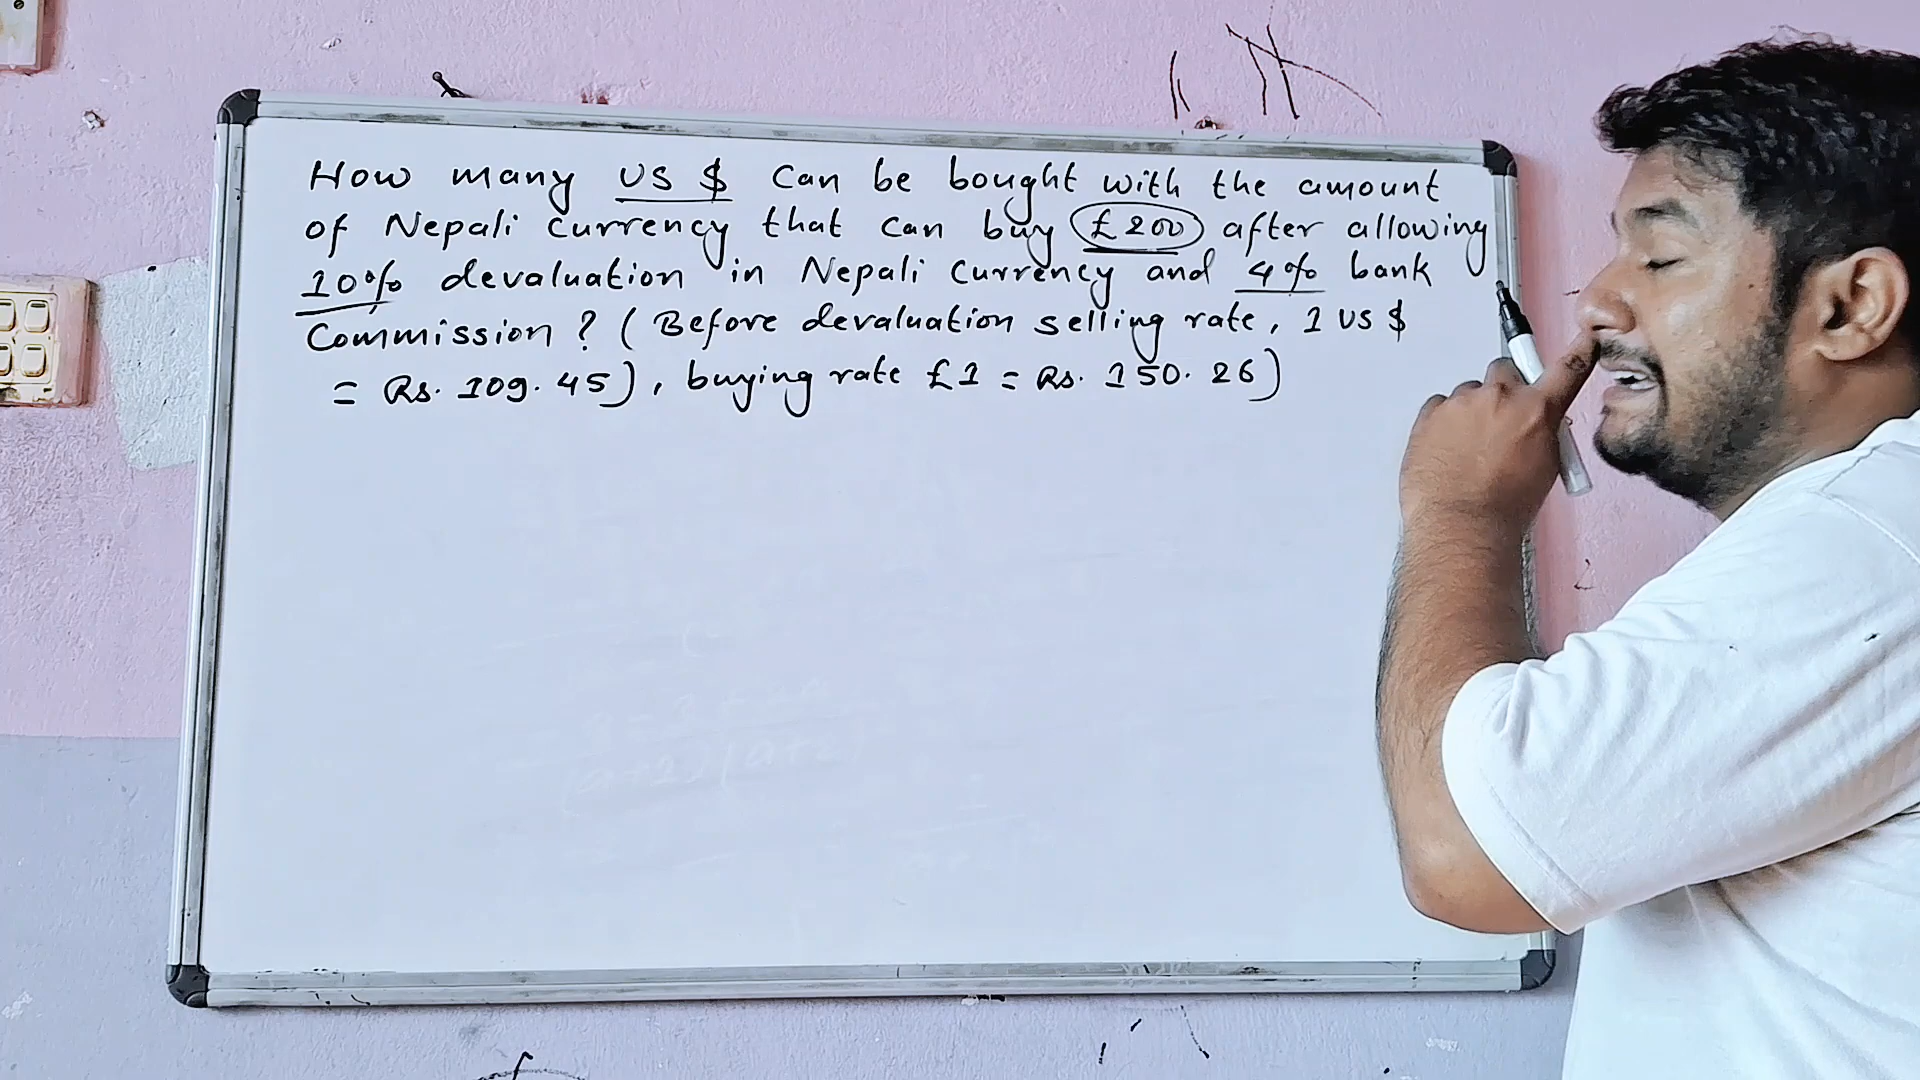 How many US $ can be bought with the amount
of Nepali currency that can buy £200 after allowing
10% devaluation in Nepali currency and 4% bank
Commission ? ( Before devaluation selling rate, 1 US $
= Rs. 109.45), buying rate £1 = Rs. 150.26)